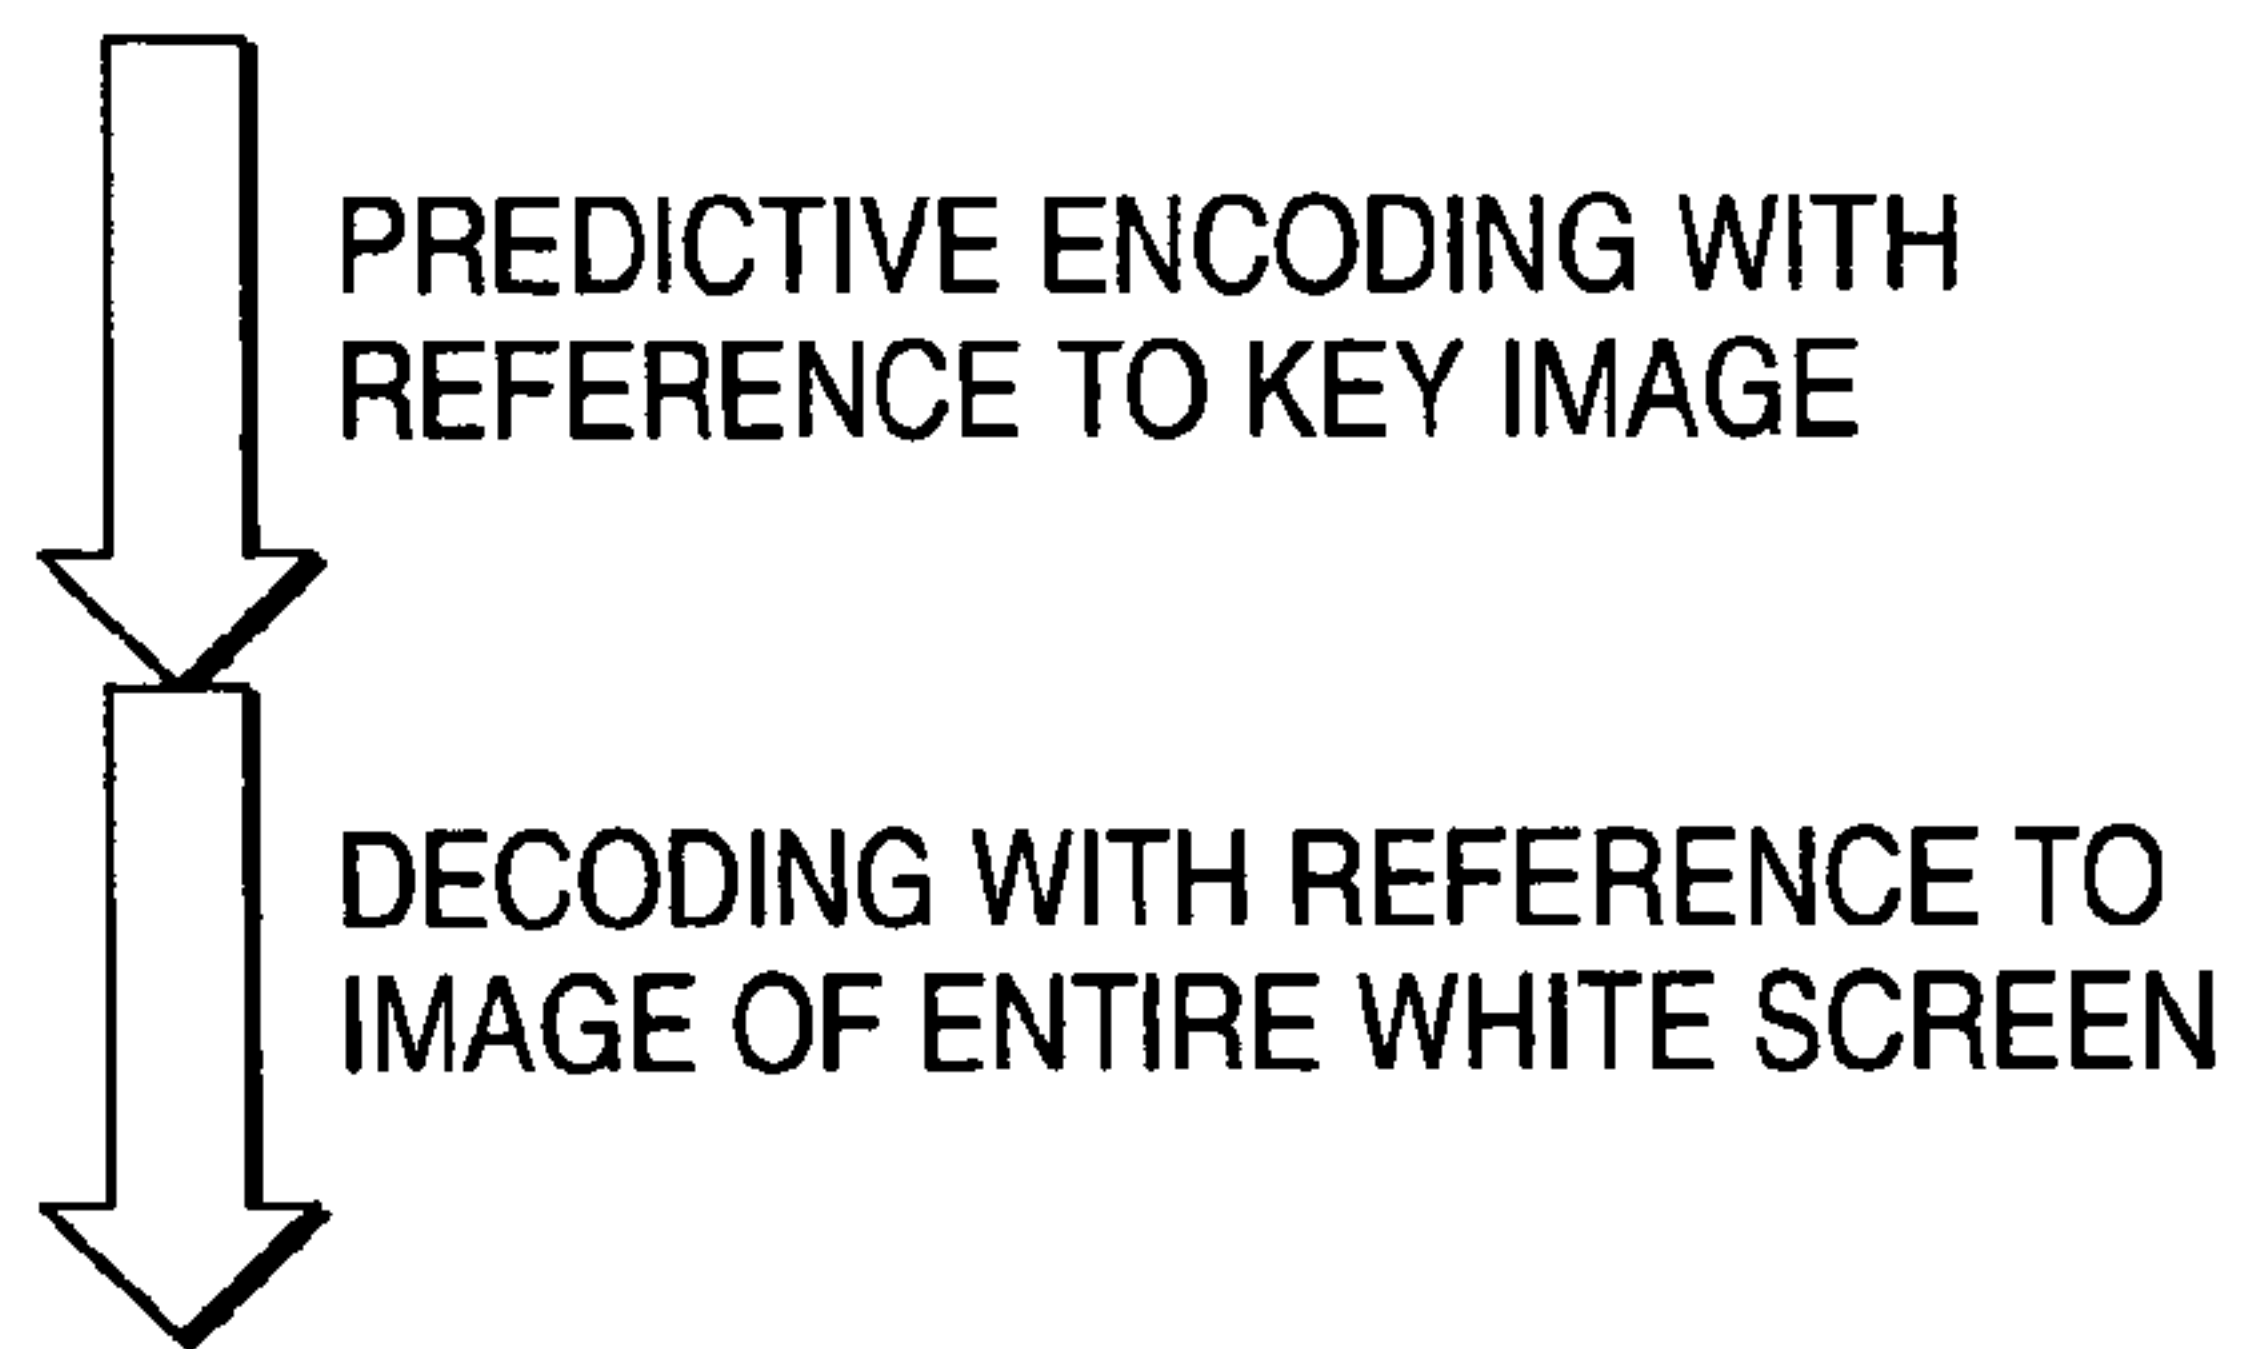 PREDICTIVE ENCODING WITH
REFERENCE TO KEY IMAGE
DECODING WITH REFERENCE TO
IMAGE OF ENTIRE WHITE SCREEN